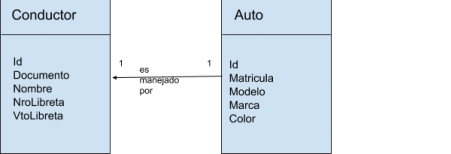 Conductor
Id
Documento
Nombre
NroLibreta
VtoLibreta
1
es
manejado
por
1
Auto
Id
Matricula
Modelo
Marca
Color